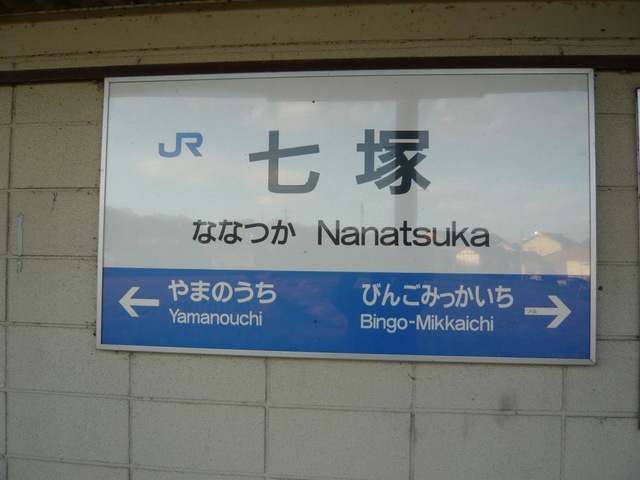 JR 七塚
ななつか Nanatsuka
← やまのうち びんごみっかいち →
Yamanouchi Bingo-Mikkaichi